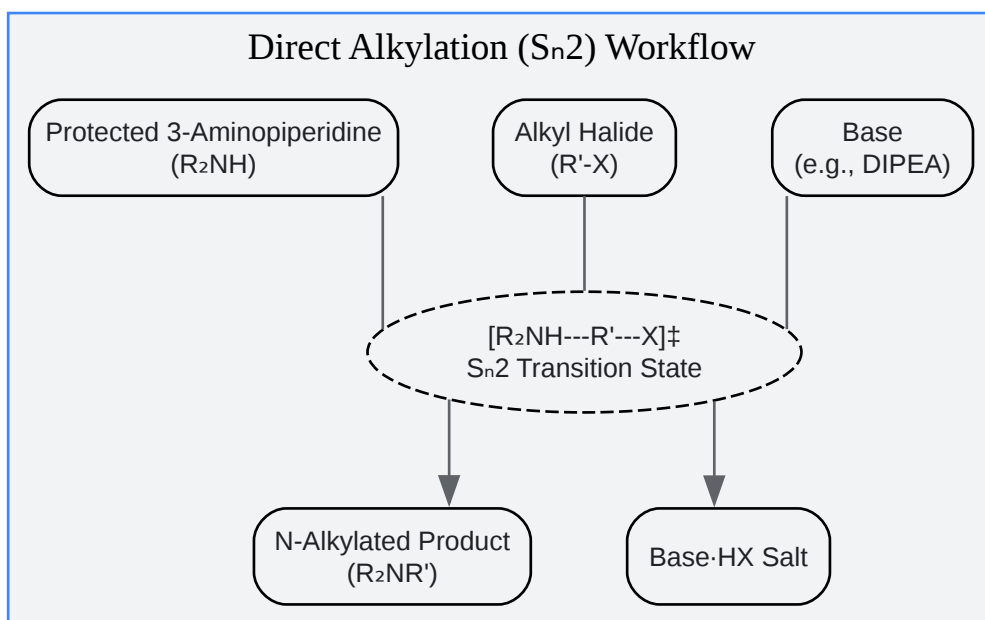 Direct Alkylation (Sₙ2) Workflow
Protected 3-Aminopiperidine
(R₂NH)
Alkyl Halide
(R'-X)
Base
(e.g., DIPEA)
[R₂NH---R'---X]‡
Sₙ2 Transition State
N-Alkylated Product
(R₂NR')
Base·HX Salt